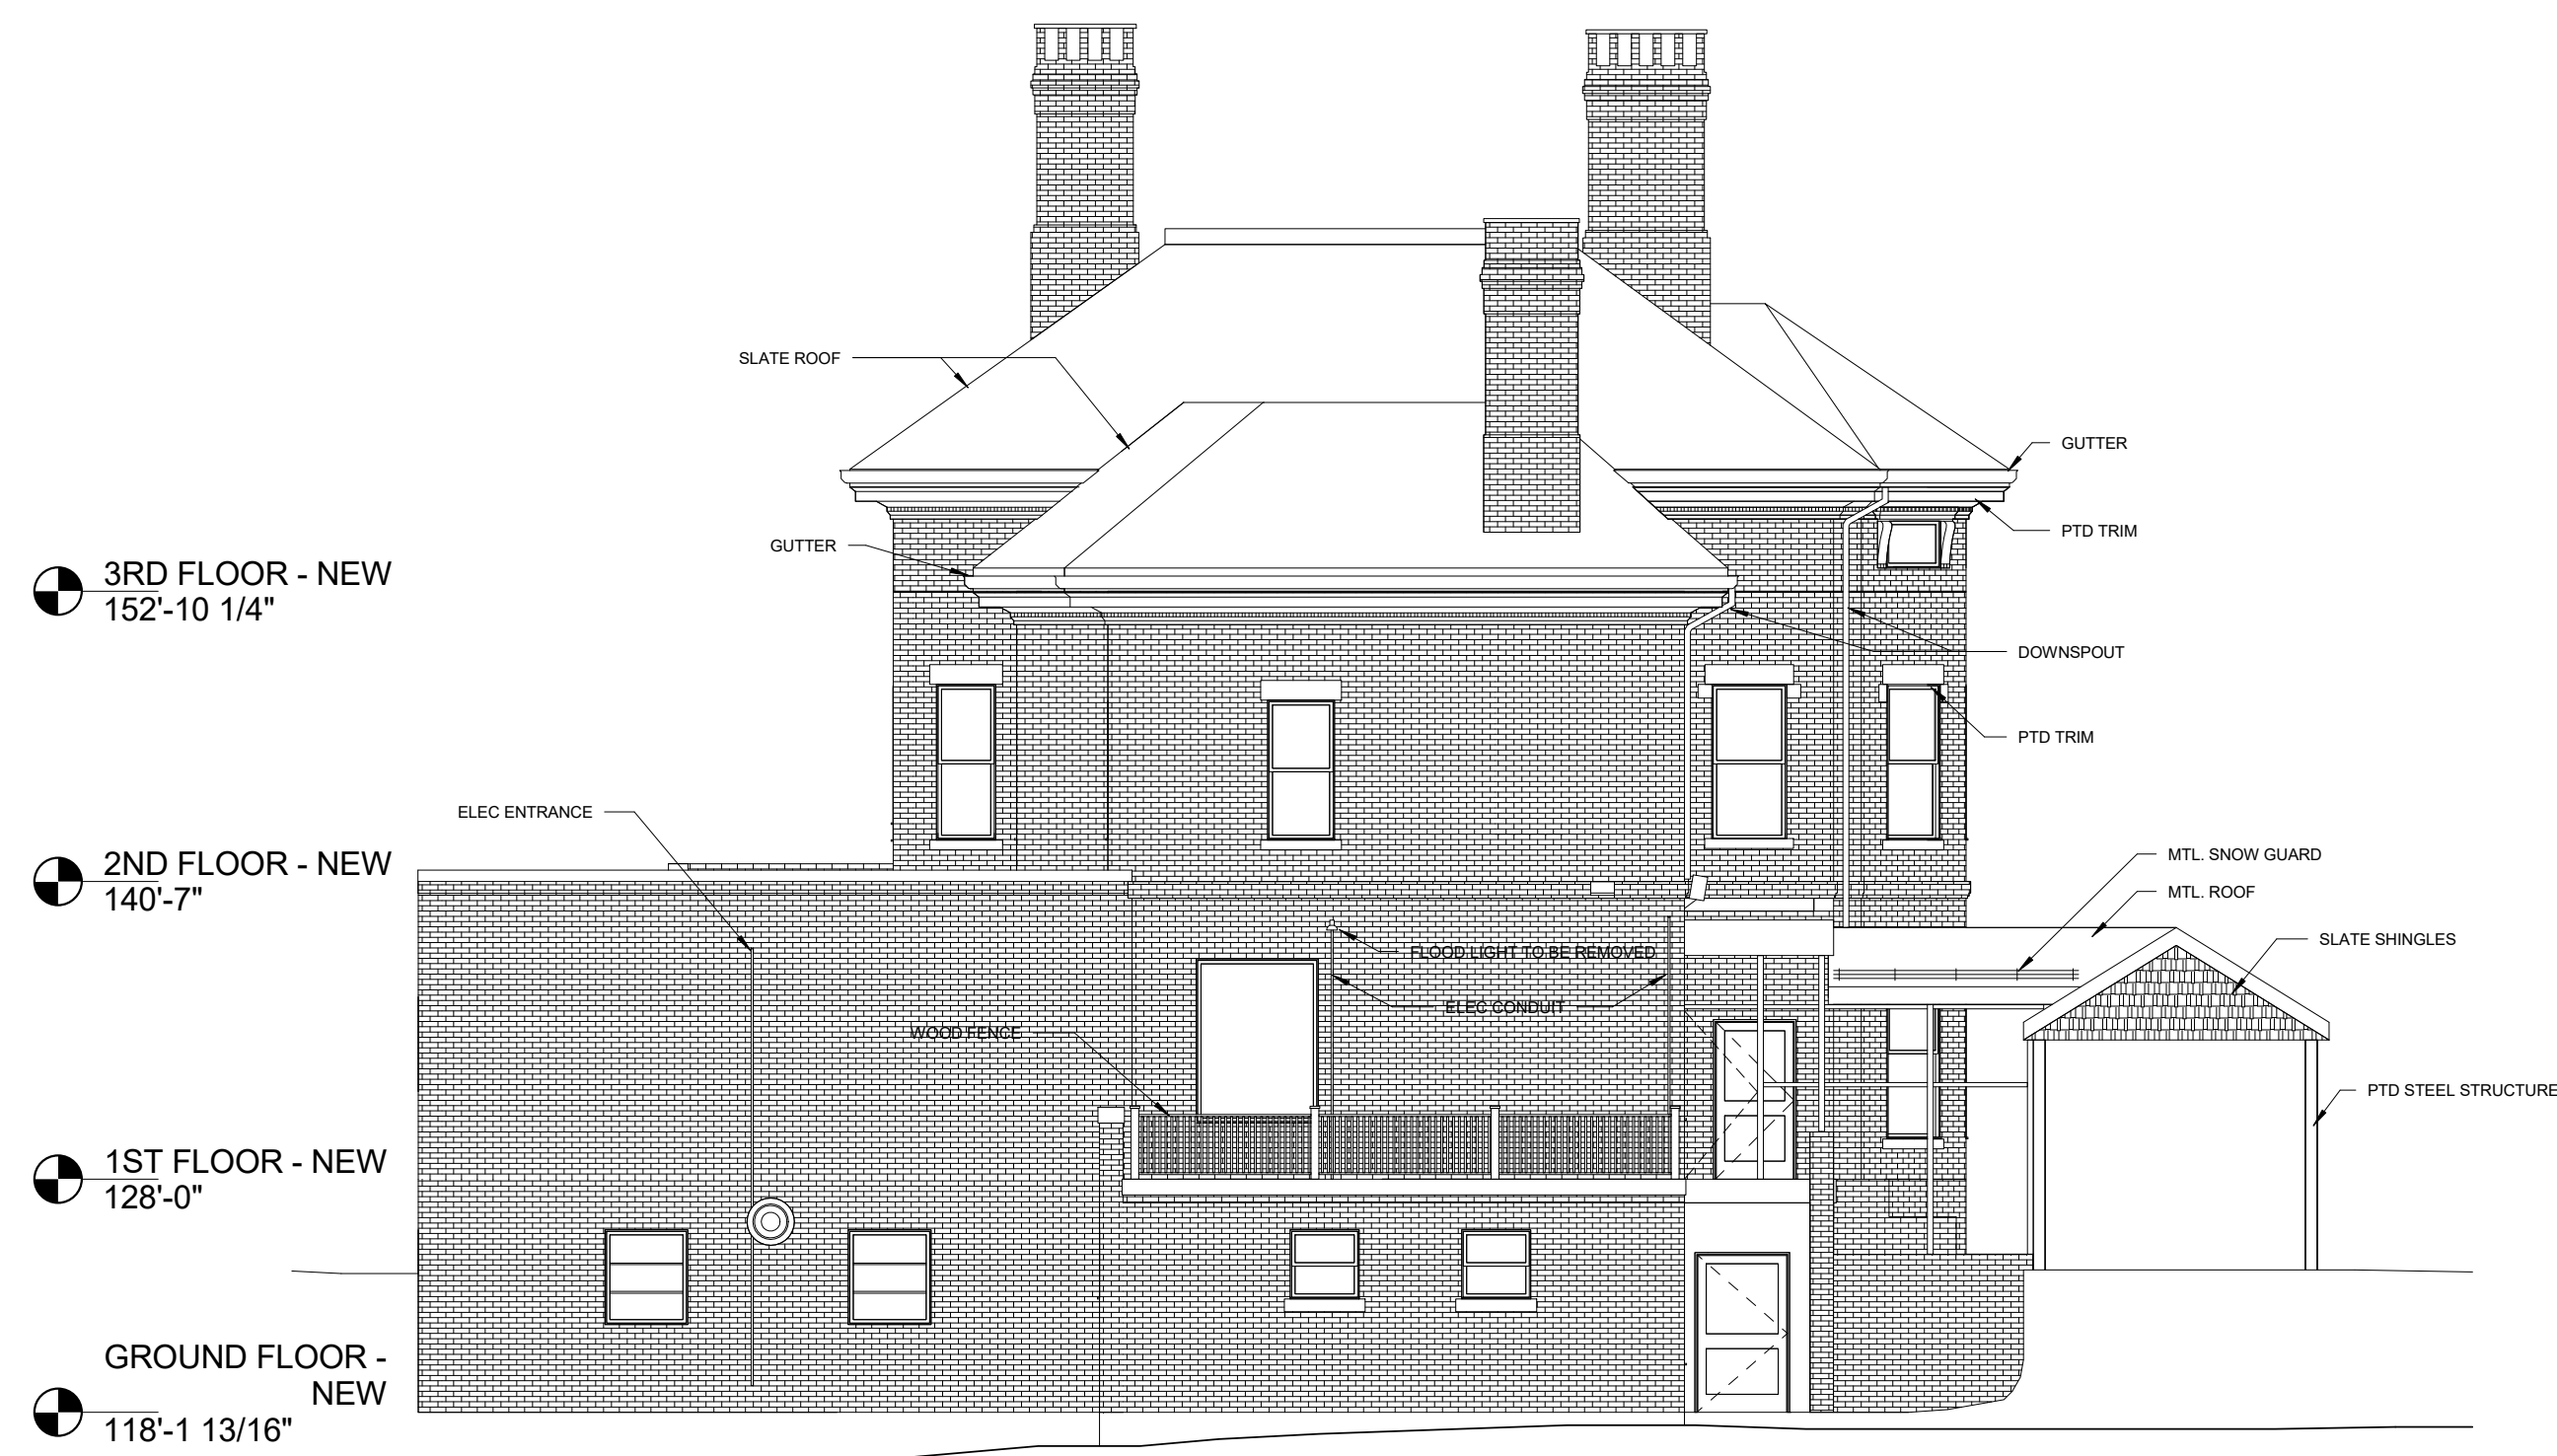 SLATE ROOF
GUTTER
PTD TRIM
GUTTER
3RD FLOOR - NEW
152'-10 1/4"
DOWNSPOUT
PTD TRIM
ELEC ENTRANCE
2ND FLOOR - NEW
140'-7"
MTL. SNOW GUARD
MTL. ROOF
SLATE SHINGLES
FLOOD LIGHT TO BE REMOVED
ELEC CONDUIT
WOOD FENCE
PTD STEEL STRUCTURE
1ST FLOOR - NEW
128'-0"
GROUND FLOOR -
NEW
118'-1 13/16"